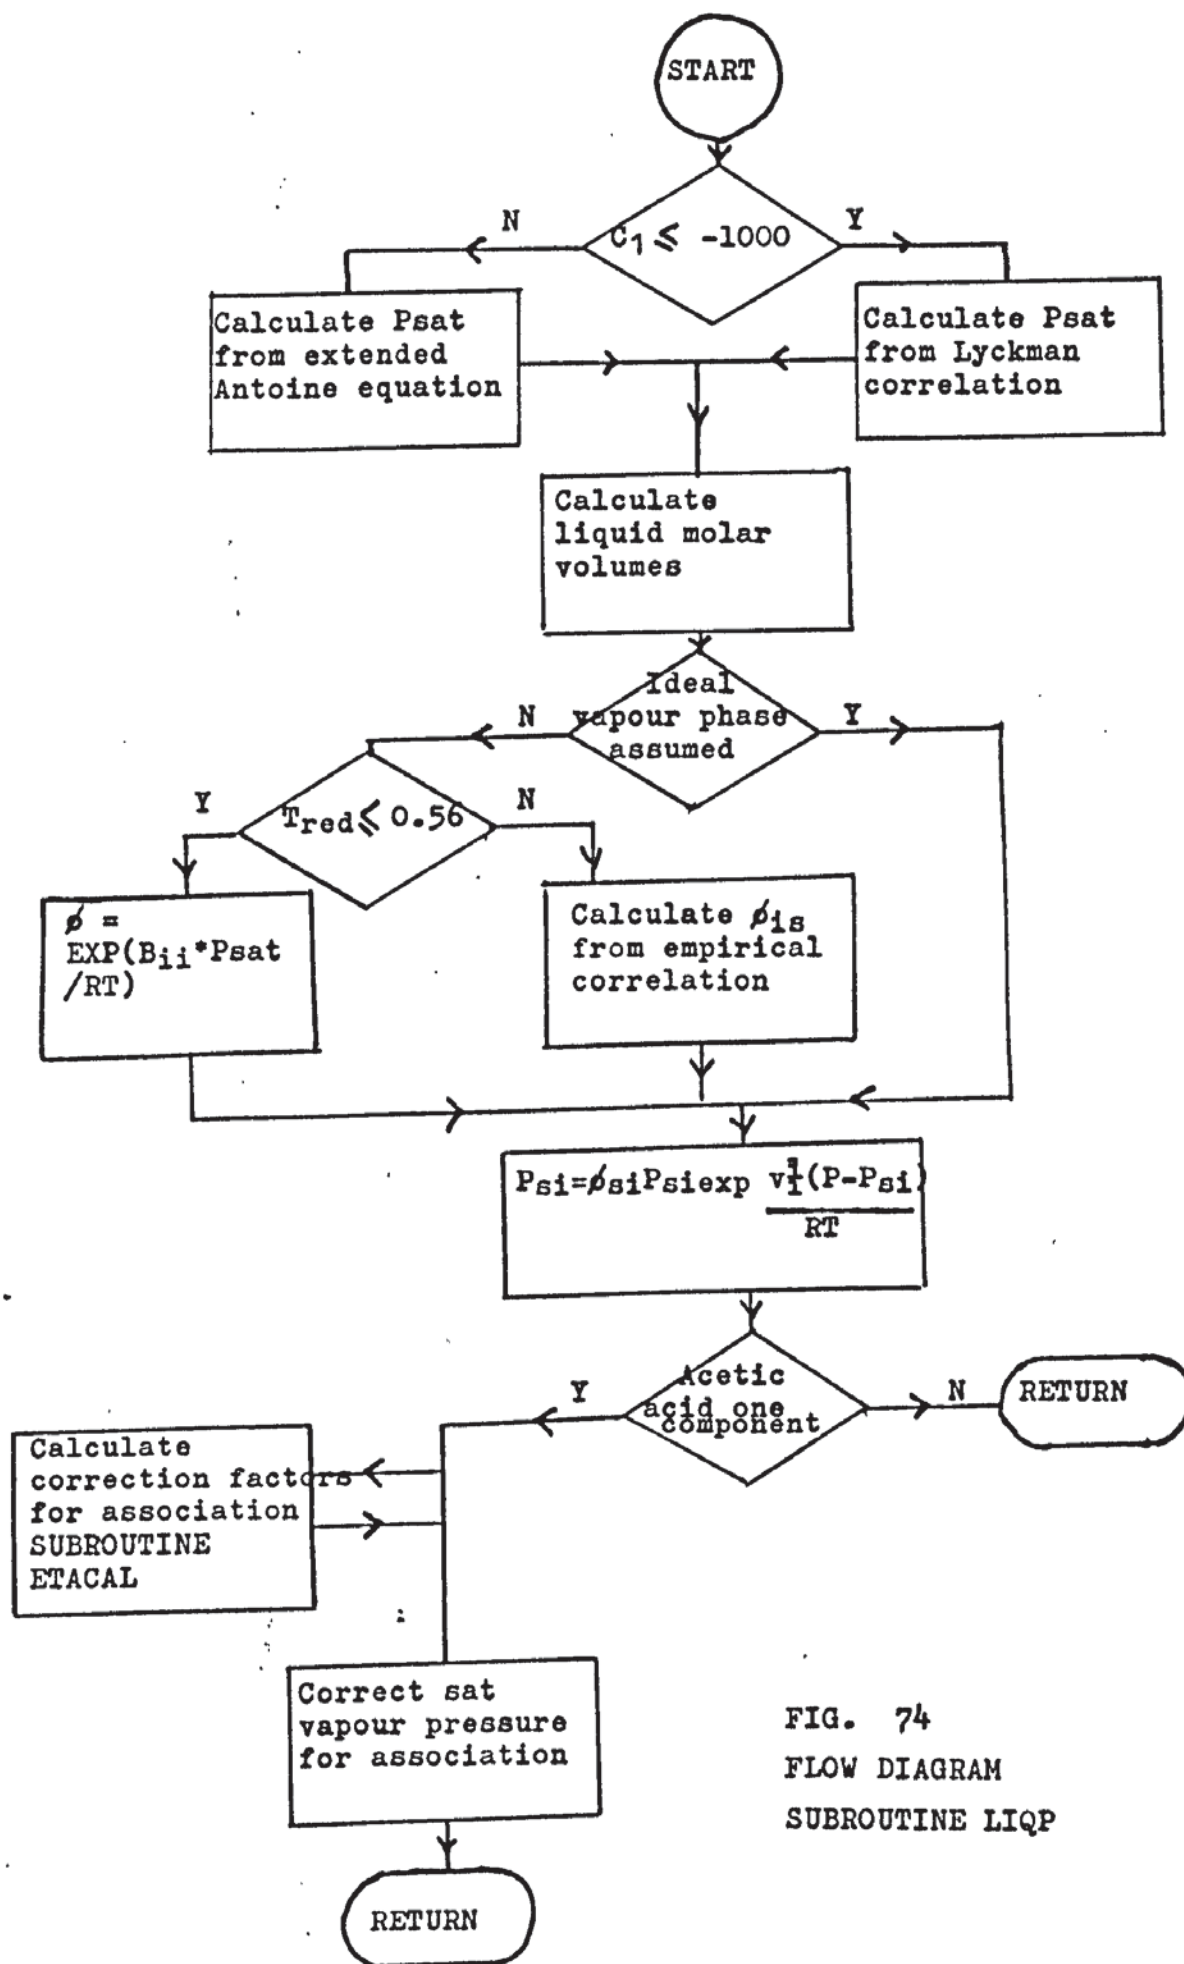 START
N
C1 ≤ -1000
Y
Calculate Psat
from extended
Antoine equation
Calculate Psat
from Lyckman
correlation
Calculate
liquid molar
volumes
Ideal
N
vapour phase
Y
assumed
Y
Tred ≤ 0.56
N
ø =
EXP(Bii*Psat
/RT)
Calculate øis
from empirical
correlation
Psi=øsiPsiexp vil(P-Psi)
RT
Acetic
Y
acid one
N
component
RETURN
Calculate
correction factors
for association
SUBROUTINE
ETACAL
Correct sat
vapour pressure
for association
RETURN
FIG. 74
FLOW DIAGRAM
SUBROUTINE LIQP